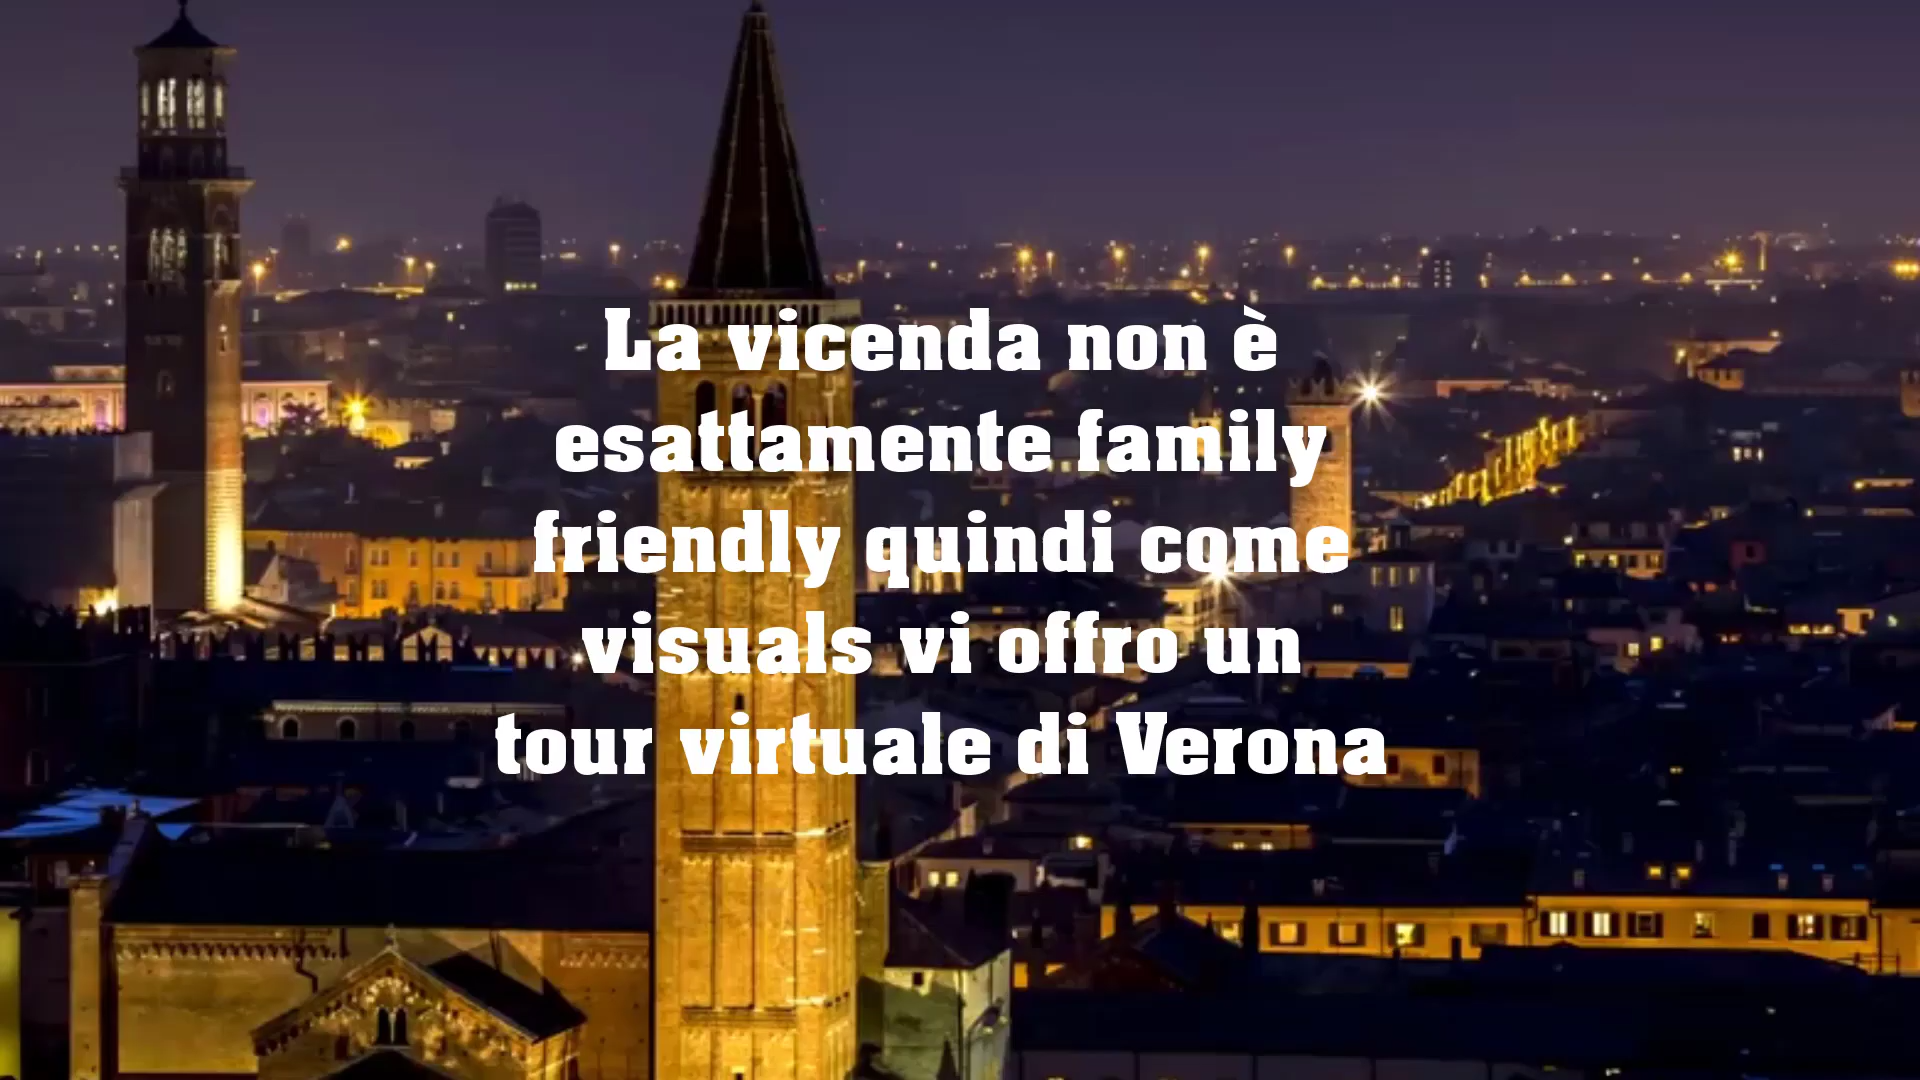 La vicenda non è
esattamente family
friendly quindi come
visuals vi offro un
tour virtuale di Verona